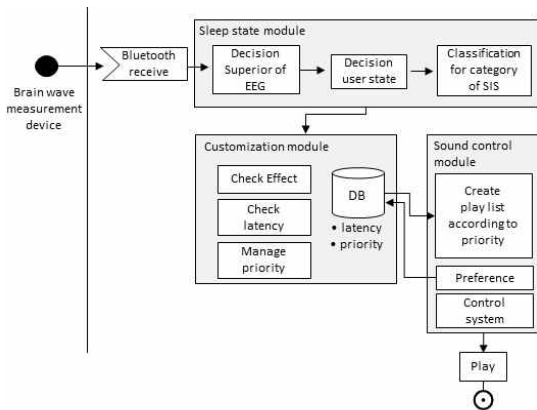 Brain wave
measurement
device
Bluetooth
receive
Sleep state module
Decision
Superior of
EEG
Decision
user state
Classification
for category
of SIS
Customization module
Check Effect
Check
latency
Manage
priority
DB
• latency
• priority
Sound control
module
Create
play list
according to
priority
Preference
Control
system
Play